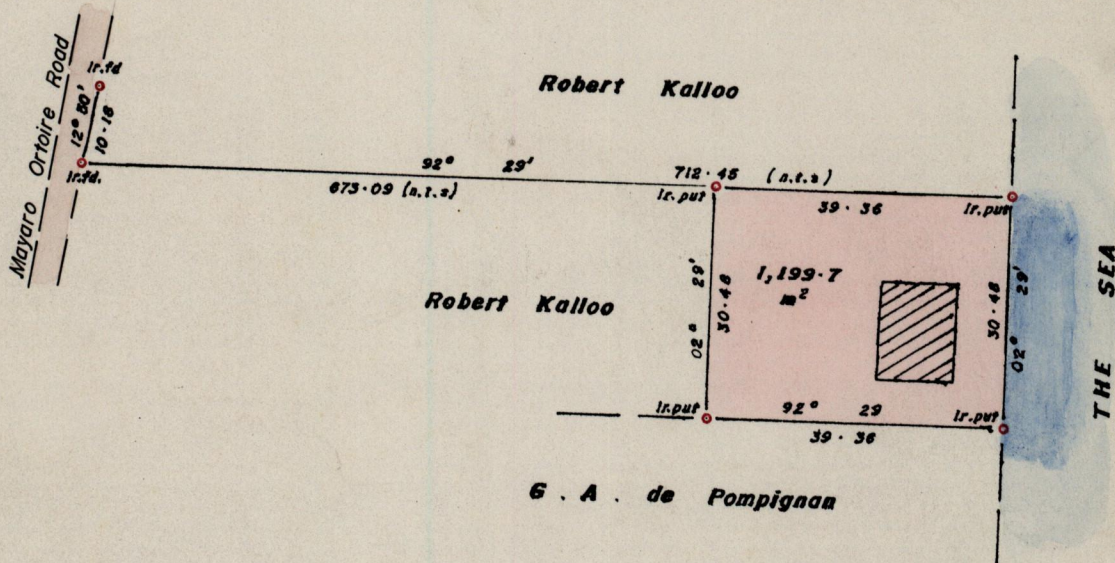 Mayaro Ortoire Road
Ir.fd
12° 50'
10·16
Ir.fd.
Robert Kalloo
92° 29'
673·09 (n.t.s)
712·45 (n.t.s)
Ir.put
39·36
Ir.put
02° 29'
30·48
1,199·7
m²
30·48
02° 29'
THE SEA
Robert Kalloo
Ir.put
92° 29
Ir.put
39·36
G. A. de Pompignan